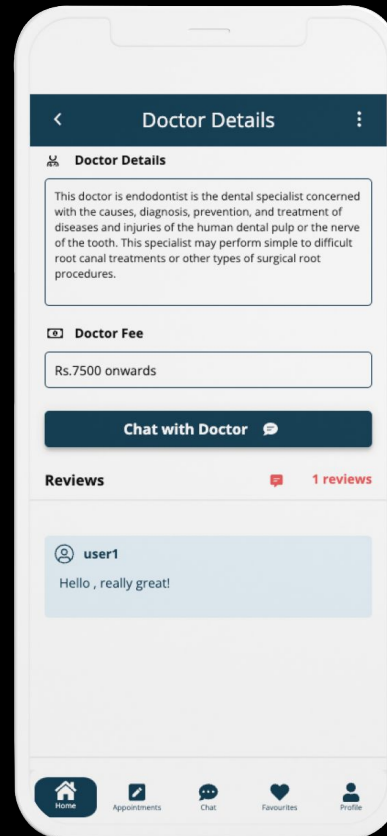 Doctor Details
Doctor Details
This doctor is endodontist is the dental specialist concerned
with the causes, diagnosis, prevention, and treatment of
diseases and injuries of the human dental pulp or the nerve
of the tooth. This specialist may perform simple to difficult
root canal treatments or other types of surgical root
procedures.
Doctor Fee
Rs.7500 onwards
Chat with Doctor
Reviews 1 reviews
user1
Hello , really great!
Home Appointments Chat Favourites Profile